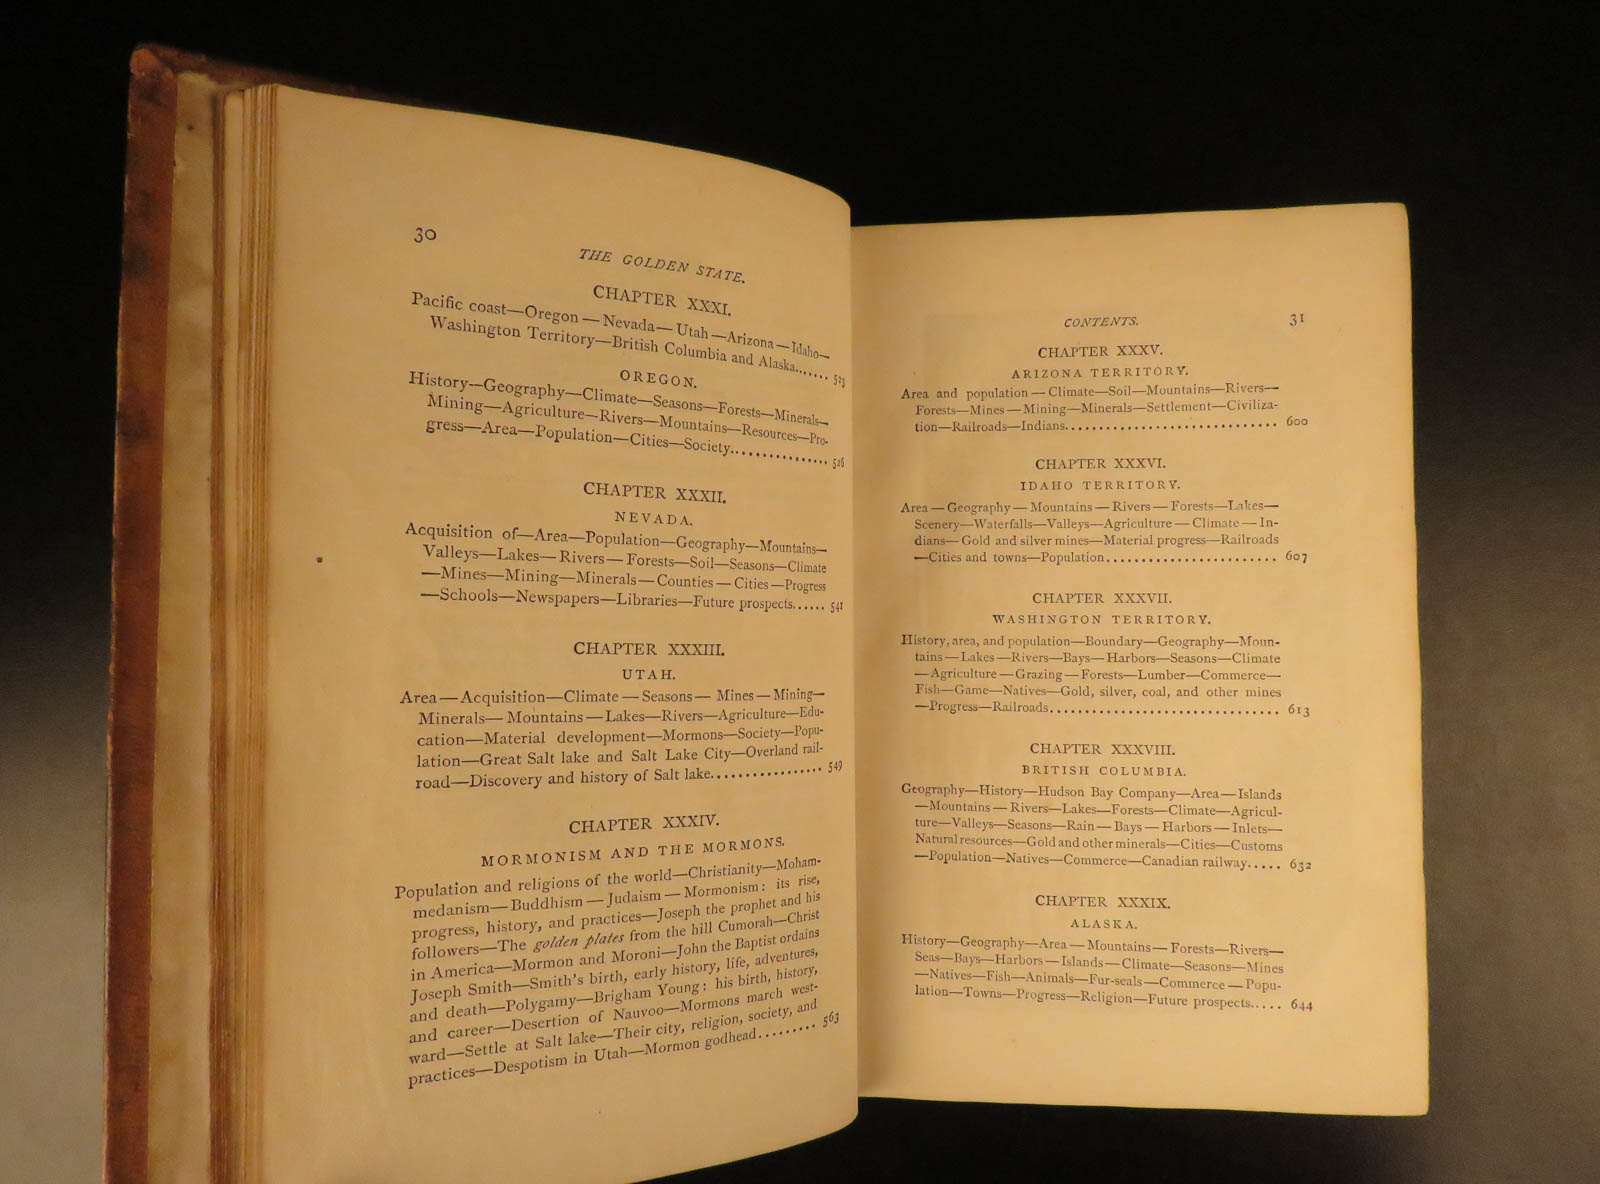 30
THE GOLDEN STATE.
CHAPTER XXXI.
Pacific coast—Oregon—Nevada—Utah—Arizona—Idaho—
Washington Territory—British Columbia and Alaska....... 523
OREGON.
History—Geography—Climate—Seasons—Forests—Minerals—
Mining—Agriculture—Rivers—Mountains—Resources—Pro-
gress—Area—Population—Cities—Society............... 526
CHAPTER XXXII.
NEVADA.
Acquisition of—Area—Population—Geography—Mountains—
Valleys—Lakes—Rivers—Forests—Soil—Seasons—Climate
—Mines—Mining—Minerals—Counties—Cities—Progress
—Schools—Newspapers—Libraries—Future prospects...... 541
CHAPTER XXXIII.
UTAH.
Area—Acquisition—Climate—Seasons—Mines—Mining—
Minerals—Mountains—Lakes—Rivers—Agriculture—Edu-
cation—Material development—Mormons—Society—Popu-
lation—Great Salt lake and Salt Lake City—Overland rail-
road—Discovery and history of Salt lake................ 549
CHAPTER XXXIV.
MORMONISM AND THE MORMONS.
Population and religions of the world—Christianity—Moham-
medanism—Buddhism—Judaism—Mormonism: its rise,
progress, history, and practices—Joseph the prophet and his
followers—The golden plates from the hill Cumorah—Christ
in America—Mormon and Moroni—John the Baptist ordains
Joseph Smith—Smith's birth, early history, life, adventures,
and death—Polygamy—Brigham Young: his birth, history,
and career—Desertion of Nauvoo—Mormons march west-
ward—Settle at Salt lake—Their city, religion, society, and
practices—Despotism in Utah—Mormon godhead......... 563
CONTENTS. 31
CHAPTER XXXV.
ARIZONA TERRITORY.
Area and population—Climate—Soil—Mountains—Rivers—
Forests—Mines—Mining—Minerals—Settlement—Civiliza-
tion—Railroads—Indians............................. 600
CHAPTER XXXVI.
IDAHO TERRITORY.
Area—Geography—Mountains—Rivers—Forests—Lakes—
Scenery—Waterfalls—Valleys—Agriculture—Climate—In-
dians—Gold and silver mines—Material progress—Railroads
—Cities and towns—Population........................ 607
CHAPTER XXXVII.
WASHINGTON TERRITORY.
History, area, and population—Boundary—Geography—Moun-
tains—Lakes—Rivers—Bays—Harbors—Seasons—Climate
—Agriculture—Grazing—Forests—Lumber—Commerce—
Fish—Game—Natives—Gold, silver, coal, and other mines
—Progress—Railroads................................ 613
CHAPTER XXXVIII.
BRITISH COLUMBIA.
Geography—History—Hudson Bay Company—Area—Islands
—Mountains—Rivers—Lakes—Forests—Climate—Agricul-
ture—Valleys—Seasons—Rain—Bays—Harbors—Inlets—
Natural resources—Gold and other minerals—Cities—Customs
—Population—Natives—Commerce—Canadian railway..... 632
CHAPTER XXXIX.
ALASKA.
History—Geography—Area—Mountains—Forests—Rivers—
Seas—Bays—Harbors—Islands—Climate—Seasons—Mines
—Natives—Fish—Animals—Fur-seals—Commerce—Popu-
lation—Towns—Progress—Religion—Future prospects..... 644